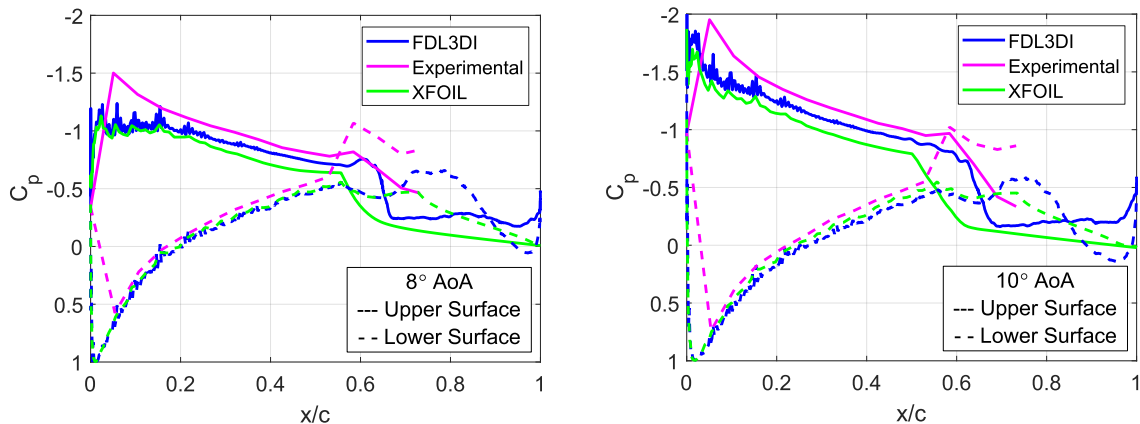 -2
-1.5
-1
-0.5
0
0.5
1
C_p
0
0.2
0.4
0.6
0.8
1
x/c
FDL3DI
Experimental
XFOIL
8° AoA
Upper Surface
Lower Surface
-2
-1.5
-1
-0.5
0
0.5
1
C_p
0
0.2
0.4
0.6
0.8
1
x/c
FDL3DI
Experimental
XFOIL
10° AoA
Upper Surface
Lower Surface